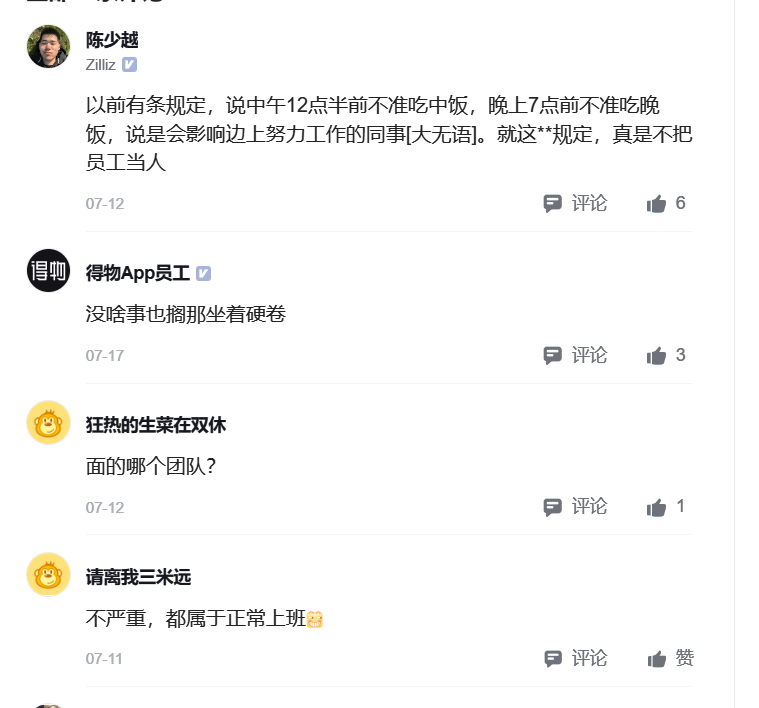 陈少越
Zilliz
以前有条规定，说中午12点半前不准吃中饭，晚上7点前不准吃晚
饭，说是会影响边上努力工作的同事[大无语]。就这**规定，真是不把
员工当人
07-12 评论 6
得物
得物App员工
没啥事也搁那坐着硬卷
07-17 评论 3
狂热的生菜在双休
面的哪个团队？
07-12 评论 1
请离我三米远
不严重，都属于正常上班
07-11 评论 赞